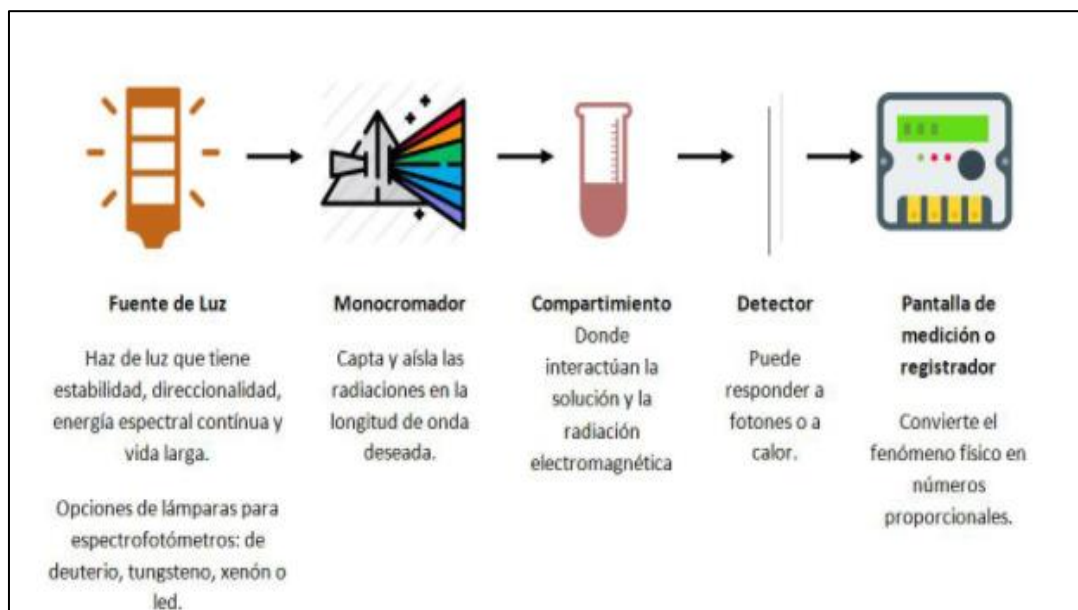 Fuente de Luz
Haz de luz que tiene
estabilidad, direccionalidad,
energía espectral contínua y
vida larga.
Opciones de lámparas para
espectrofotómetros: de
deuterio, tungsteno, xenón o
led.
Monocromador
Capta y aísla las
radiaciones en la
longitud de onda
deseada.
Compartimiento
Donde
interactúan la
solución y la
radiación
electromagnética
Detector
Puede
responder a
fotones o a
calor.
Pantalla de
medición o
registrador
Convierte el
fenómeno físico en
números
proporcionales.